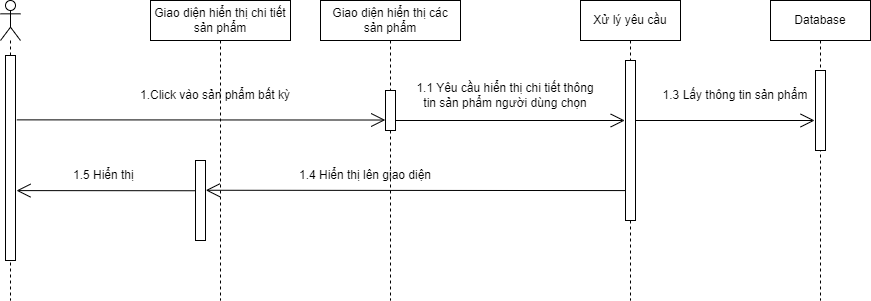 Giao diện hiển thị chi tiết
sản phẩm
Giao diện hiển thị các
sản phẩm
Xử lý yêu cầu
Database
1.Click vào sản phẩm bất kỳ
1.1 Yêu cầu hiển thị chi tiết thông
tin sản phẩm người dùng chọn
1.3 Lấy thông tin sản phẩm
1.5 Hiển thị
1.4 Hiển thị lên giao diện